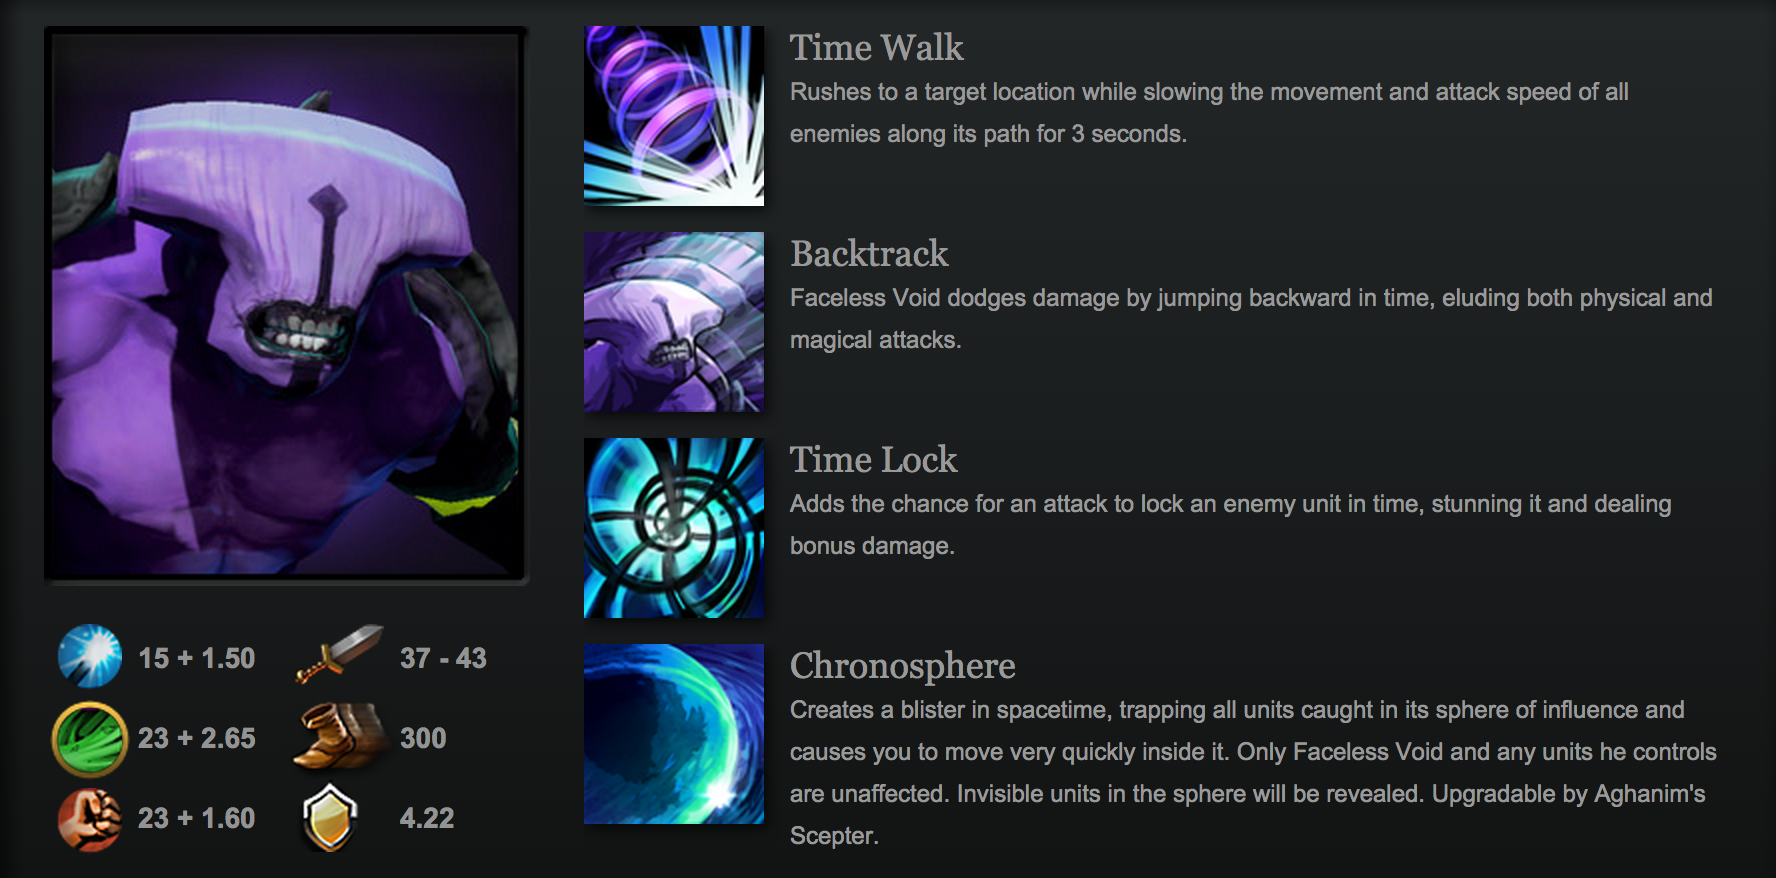 Time Walk
Rushes to a target location while slowing the movement and attack speed of all
enemies along its path for 3 seconds.
Backtrack
Faceless Void dodges damage by jumping backward in time, eluding both physical and
magical attacks.
Time Lock
Adds the chance for an attack to lock an enemy unit in time, stunning it and dealing
bonus damage.
Chronosphere
Creates a blister in spacetime, trapping all units caught in its sphere of influence and
causes you to move very quickly inside it. Only Faceless Void and any units he controls
are unaffected. Invisible units in the sphere will be revealed. Upgradable by Aghanim's
Scepter.
15 + 1.50
37 - 43
23 + 2.65
300
23 + 1.60
4.22